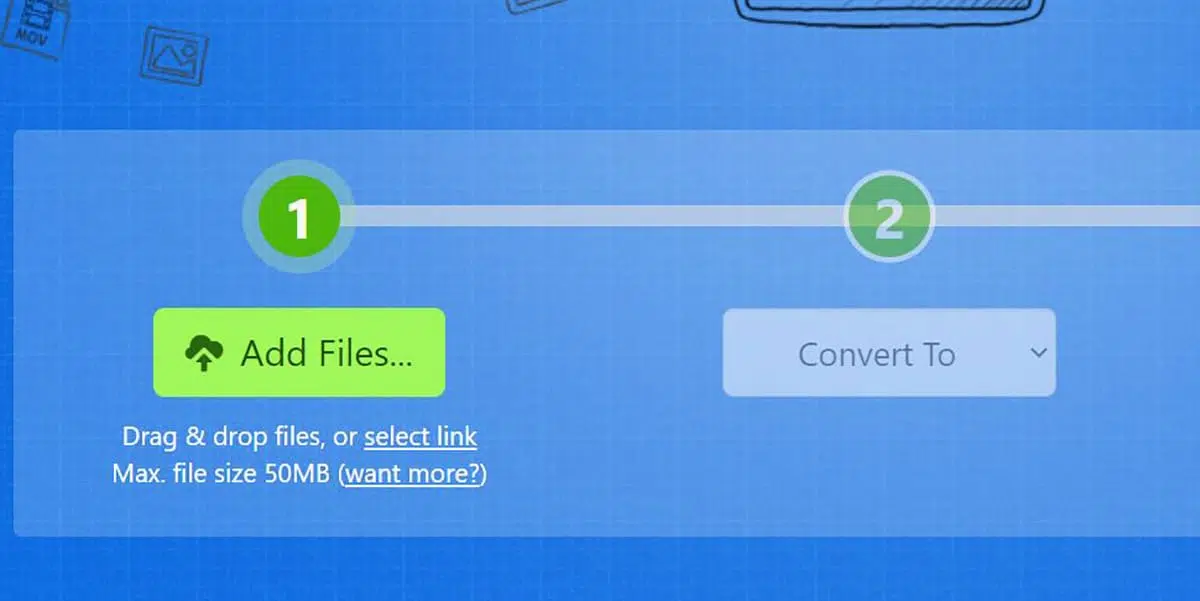 MOV
1
2
Add Files...
Convert To
Drag & drop files, or select link
Max. file size 50MB (want more?)